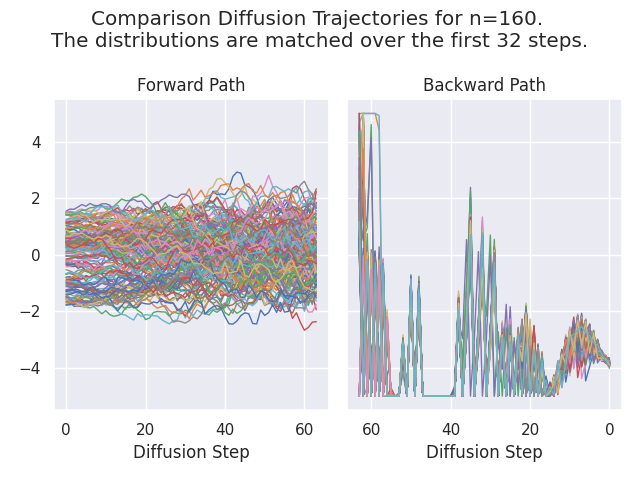 Comparison Diffusion Trajectories for n=160.
The distributions are matched over the first 32 steps.
Forward Path
Backward Path
4
2
0
−2
−4
0
20
40
60
60
40
20
0
Diffusion Step
Diffusion Step